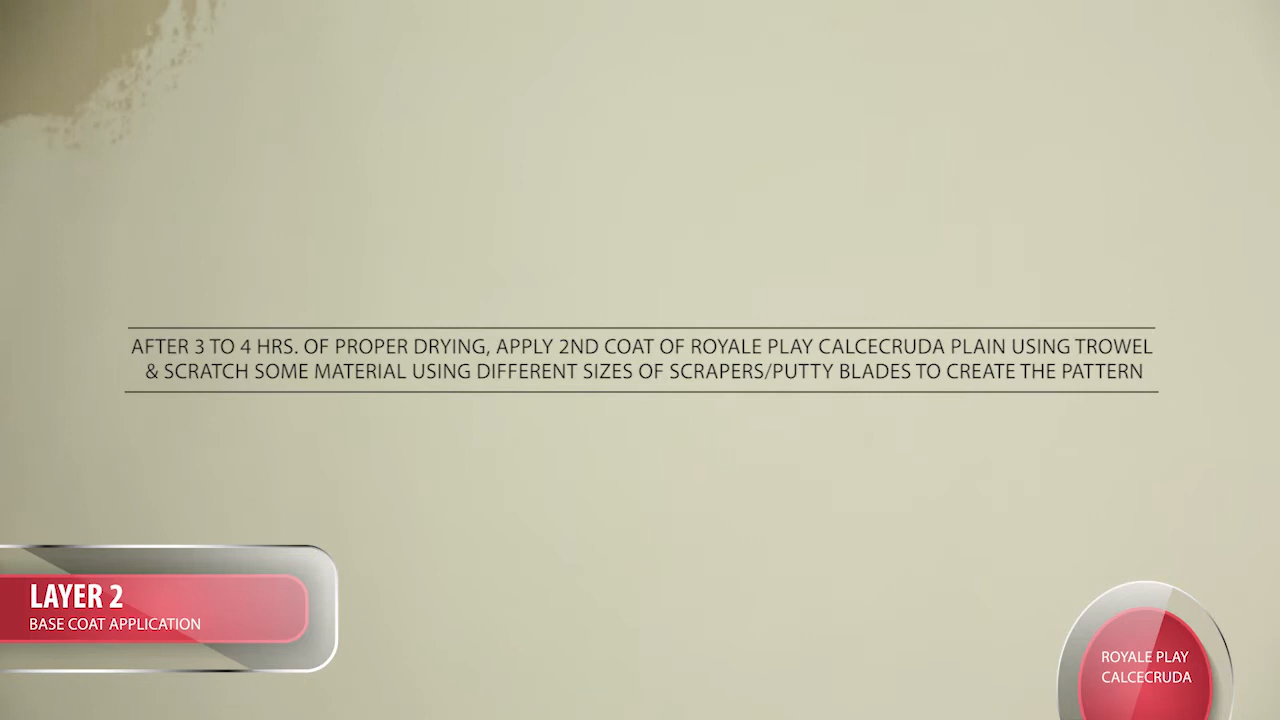 AFTER 3 TO 4 HRS. OF PROPER DRYING, APPLY 2ND COAT OF ROYALE PLAY CALCECRUDA PLAIN USING TROWEL
& SCRATCH SOME MATERIAL USING DIFFERENT SIZES OF SCRAPERS/PUTTY BLADES TO CREATE THE PATTERN
LAYER 2
BASE COAT APPLICATION
ROYALE PLAY
CALCECRUDA